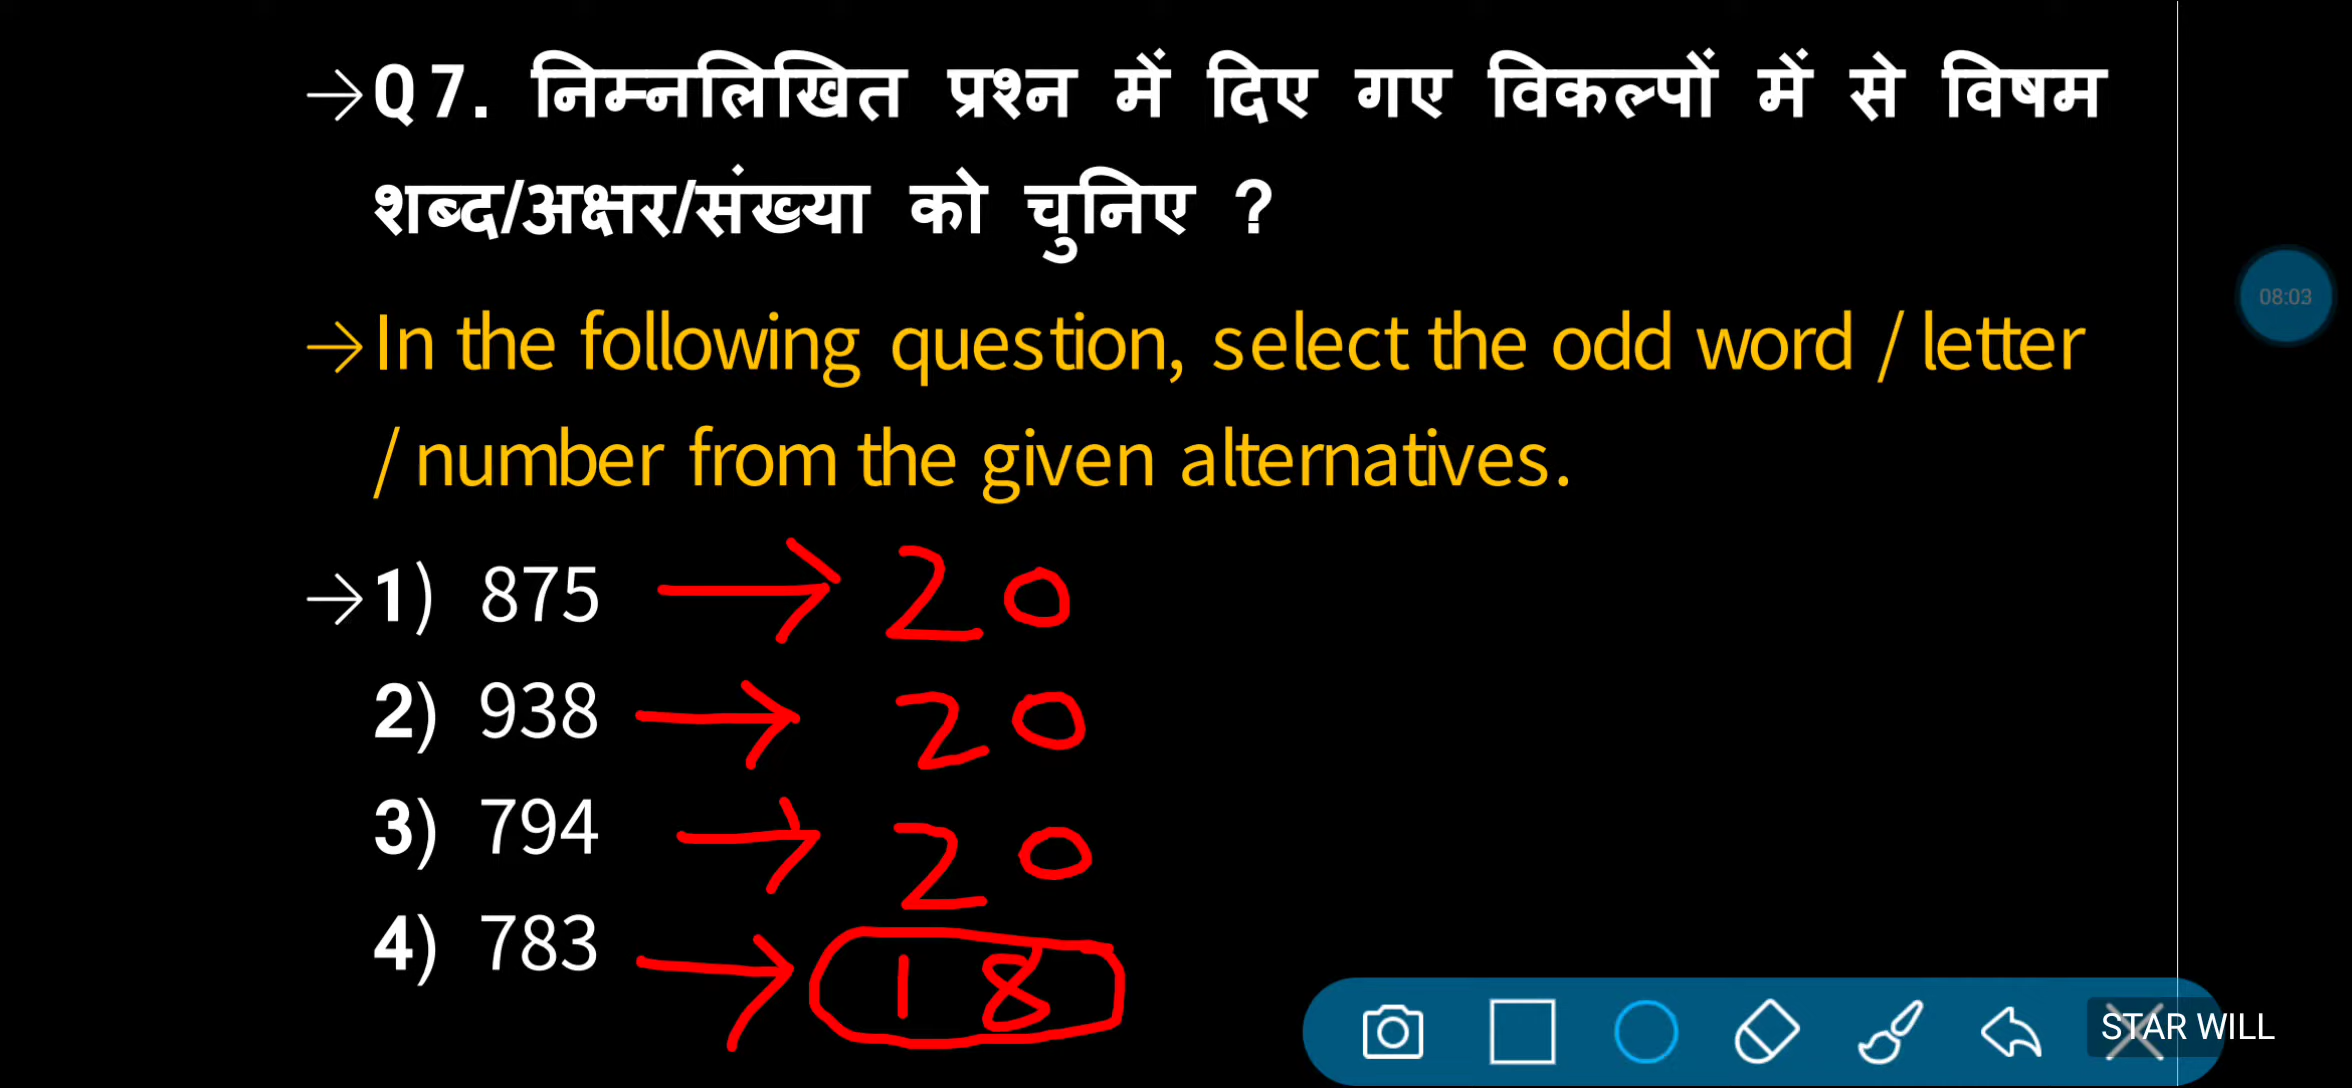 →Q 7. निम्नलिखित प्रश्न में दिए गए विकल्पों में से विषम
शब्द/अक्षर/संख्या को चुनिए ?
→In the following question, select the odd word / letter
/ number from the given alternatives.
→1) 875 → 20
2) 938 → 20
3) 794 → 20
4) 783 → 18
08:03
STAR WILL